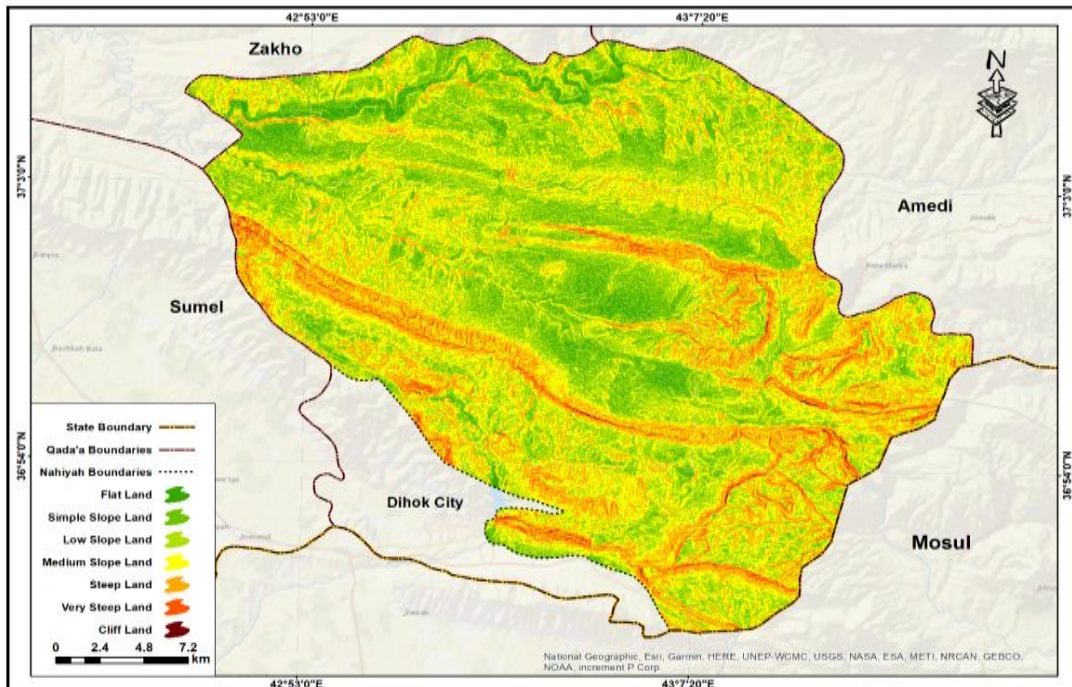 42°53'0"E
43°7'20"E
Zakho
N
37°3'0"N
37°3'0"N
Amedi
Sumel
State Boundary
Qada'a Boundaries
Nahiyah Boundaries
Flat Land
Simple Slope Land
Low Slope Land
Medium Slope Land
Steep Land
Very Steep Land
Cliff Land
0 2.4 4.8 7.2
km
36°54'0"N
36°54'0"N
Dihok City
Mosul
National Geographic, Esri, Garmin, HERE, UNEP-WCMC, USGS, NASA, ESA, METI, NRCAN, GEBCO,
NOAA, increment P Corp.
42°53'0"E
43°7'20"E